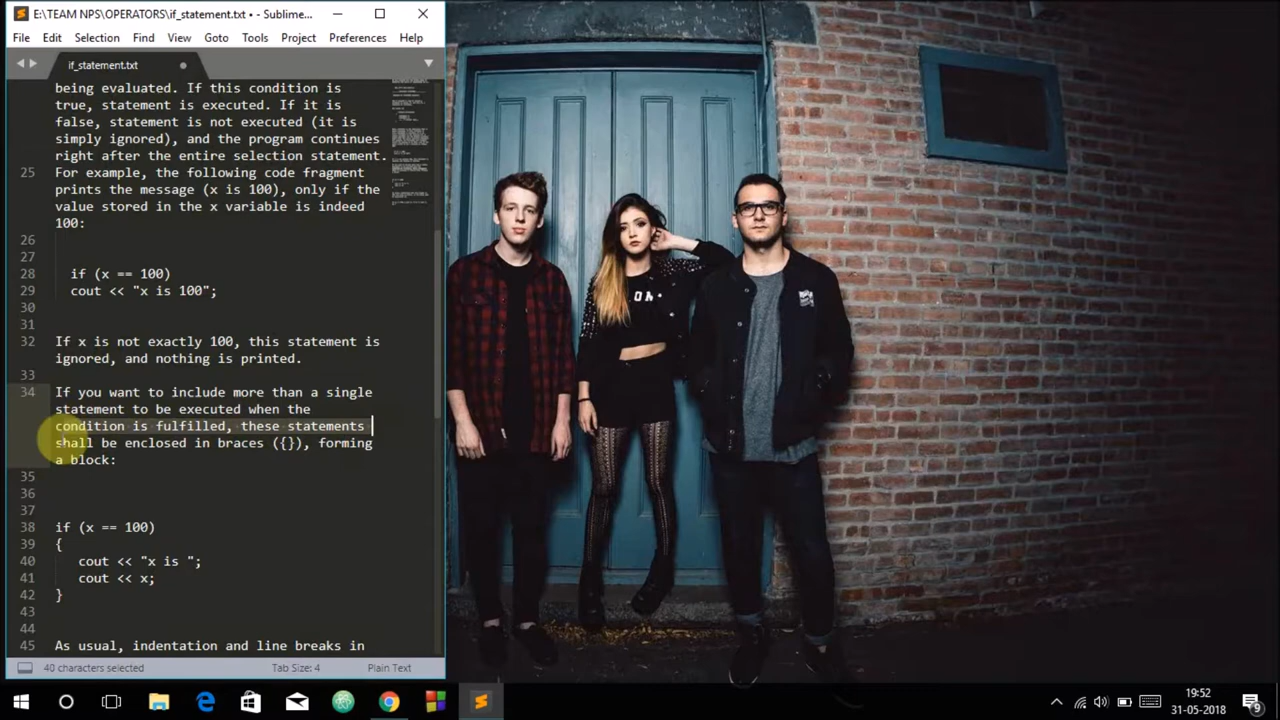 E:\TEAM NPS\OPERATORS\if_statement.txt • - Sublime...
File Edit Selection Find View Goto Tools Project Preferences Help
if_statement.txt
being evaluated. If this condition is
true, statement is executed. If it is
false, statement is not executed (it is
simply ignored), and the program continues
right after the entire selection statement.
25 For example, the following code fragment
prints the message (x is 100), only if the
value stored in the x variable is indeed
100:
26
27
28 if (x == 100)
29 cout << "x is 100";
30
31
32 If x is not exactly 100, this statement is
ignored, and nothing is printed.
33
34 If you want to include more than a single
statement to be executed when the
condition is fulfilled, these statements
shall be enclosed in braces ({}), forming
a block:
35
36
37
38 if (x == 100)
39 {
40 cout << "x is ";
41 cout << x;
42 }
43
44
45 As usual, indentation and line breaks in
40 characters selected Tab Size: 4 Plain Text
19:52
31-05-2018
9